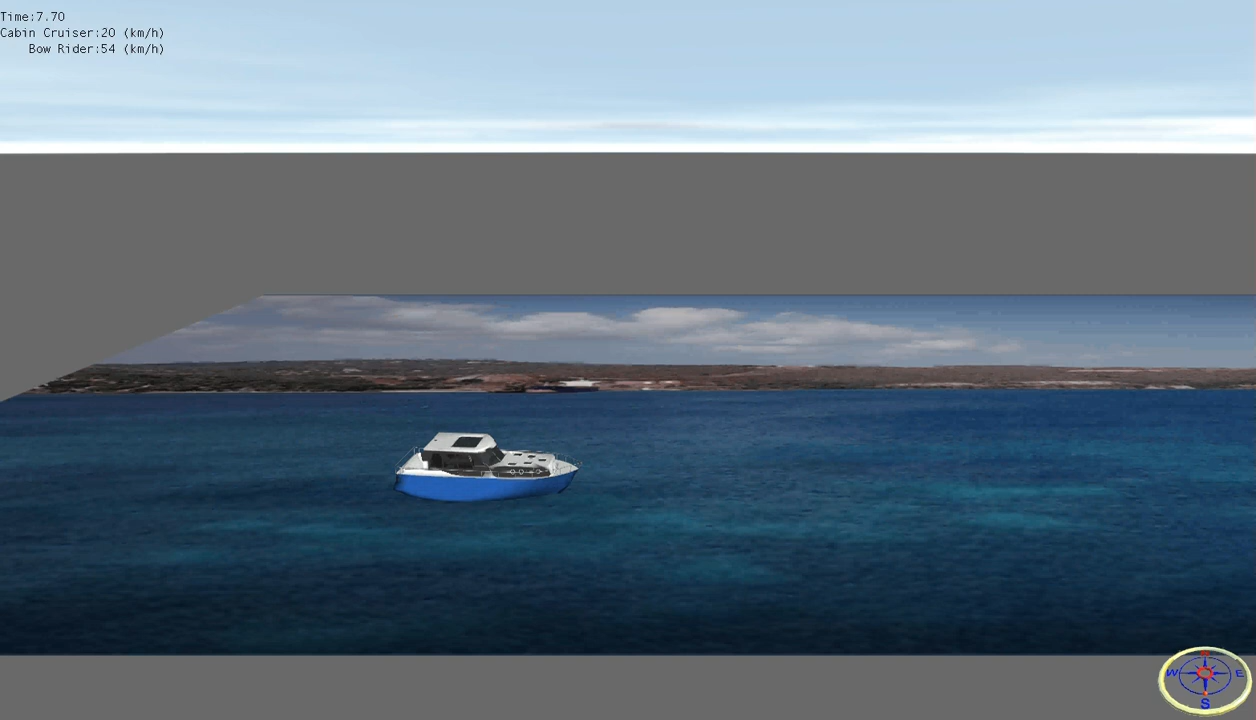 Time:7.70
Cabin Cruiser:20 (km/h)
Bow Rider:54 (km/h)
N
W E
S